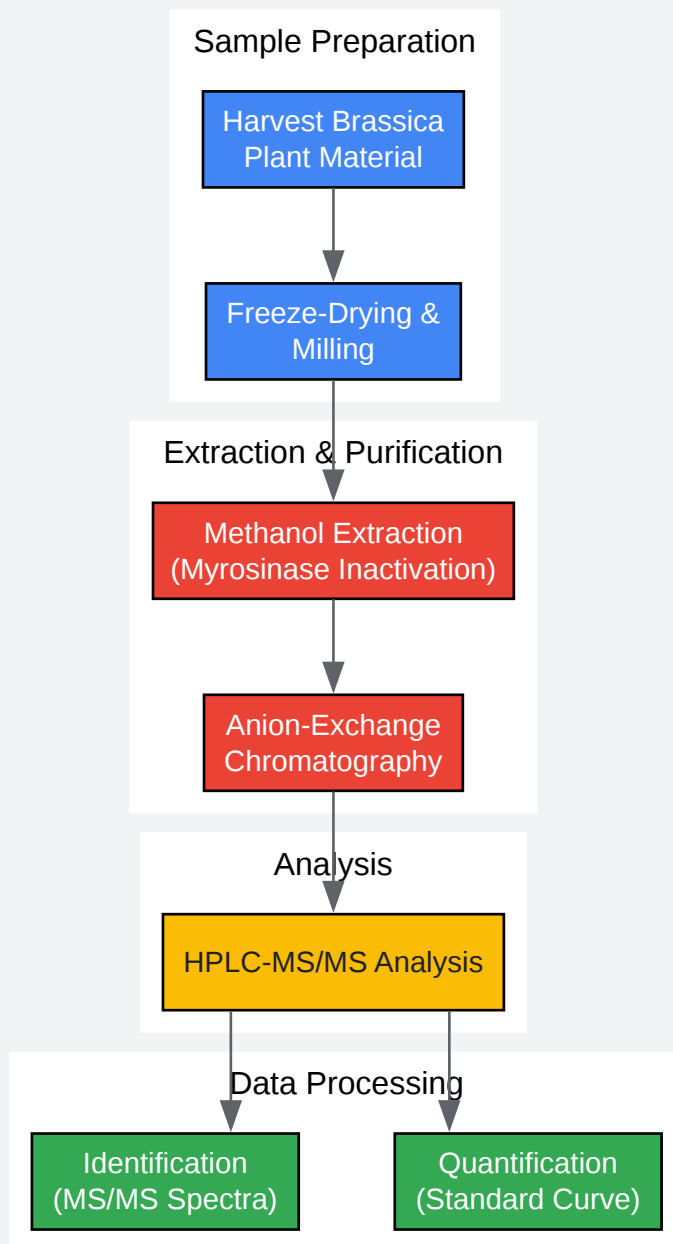 Sample Preparation
Harvest Brassica
Plant Material
Freeze-Drying &
Milling
Extraction & Purification
Methanol Extraction
(Myrosinase Inactivation)
Anion-Exchange
Chromatography
Analysis
HPLC-MS/MS Analysis
Data Processing
Identification
(MS/MS Spectra)
Quantification
(Standard Curve)